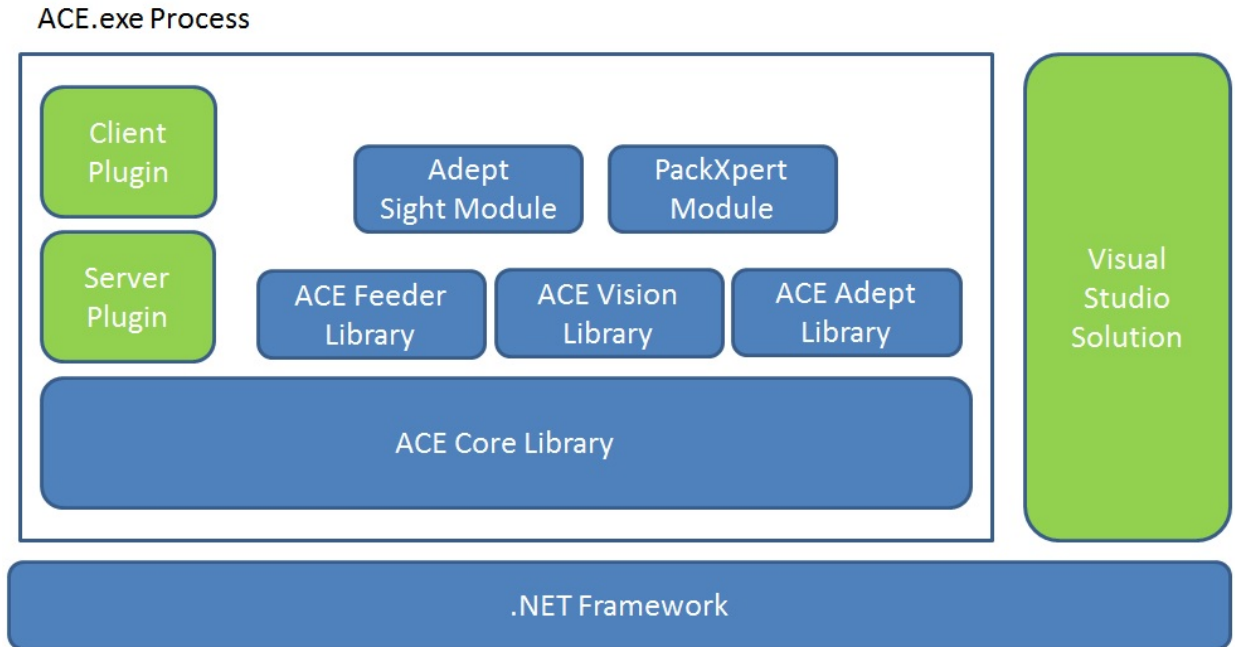 ACE.exe Process
Client
Plugin
Adept
Sight Module
PackXpert
Module
Server
Plugin
ACE Feeder
Library
ACE Vision
Library
ACE Adept
Library
Visual
Studio
Solution
ACE Core Library
.NET Framework